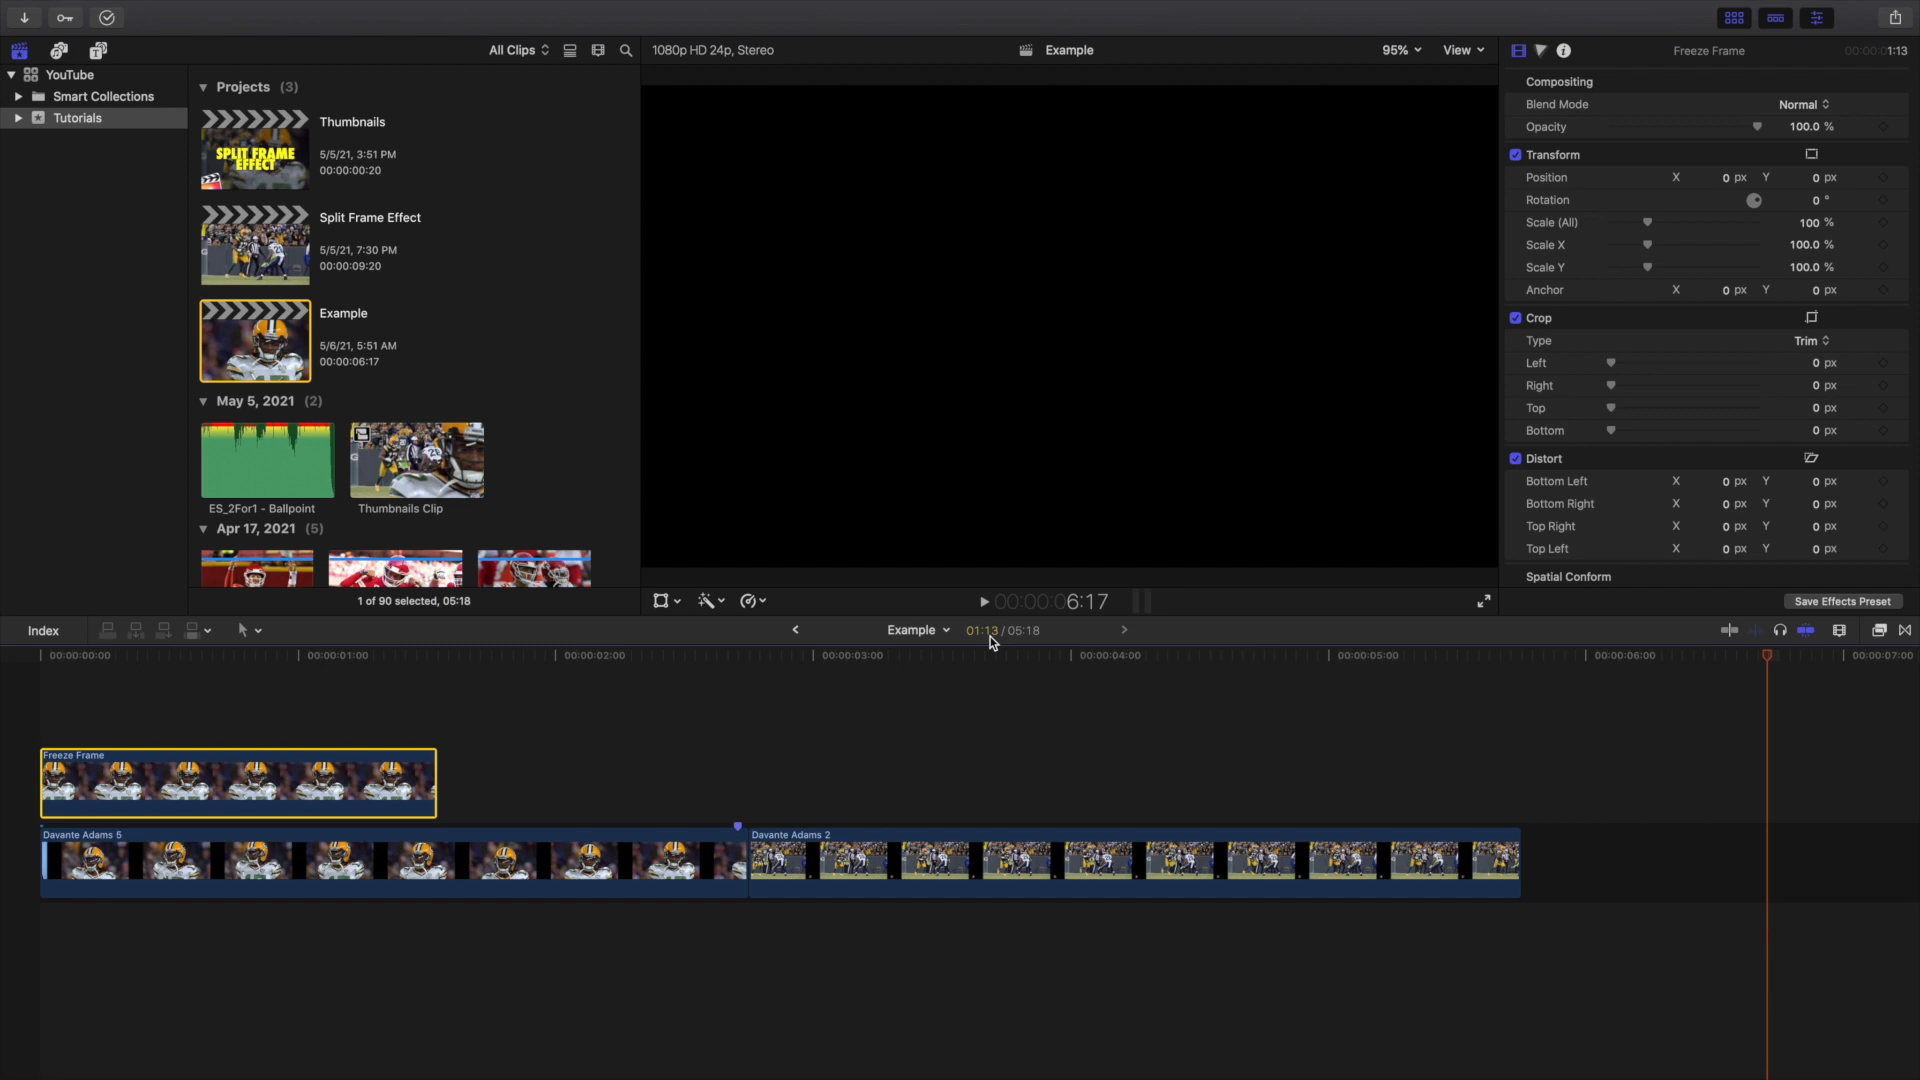 All Clips
1080p HD 24p, Stereo
Example
95%
View
Freeze Frame
00:00:01:13
YouTube
Smart Collections
Tutorials
Projects (3)
Thumbnails
5/5/21, 3:51 PM
00:00:00:20
SPLIT FRAME
EFFECT
Split Frame Effect
5/5/21, 7:30 PM
00:00:09:20
Example
5/6/21, 5:51 AM
00:00:06:17
May 5, 2021 (2)
ES_2For1 - Ballpoint
Thumbnails Clip
Apr 17, 2021 (5)
1 of 90 selected, 05:18
00:00:06:17
Compositing
Blend Mode Normal
Opacity 100.0 %
Transform
Position X 0 px Y 0 px
Rotation 0 °
Scale (All) 100 %
Scale X 100.0 %
Scale Y 100.0 %
Anchor X 0 px Y 0 px
Crop
Type Trim
Left 0 px
Right 0 px
Top 0 px
Bottom 0 px
Distort
Bottom Left X 0 px Y 0 px
Bottom Right X 0 px Y 0 px
Top Right X 0 px Y 0 px
Top Left X 0 px Y 0 px
Spatial Conform
Save Effects Preset
Index
Example
01:13 / 05:18
00:00:00:00
00:00:01:00
00:00:02:00
00:00:03:00
00:00:04:00
00:00:05:00
00:00:06:00
00:00:07:00
Freeze Frame
Davante Adams 5
Davante Adams 2